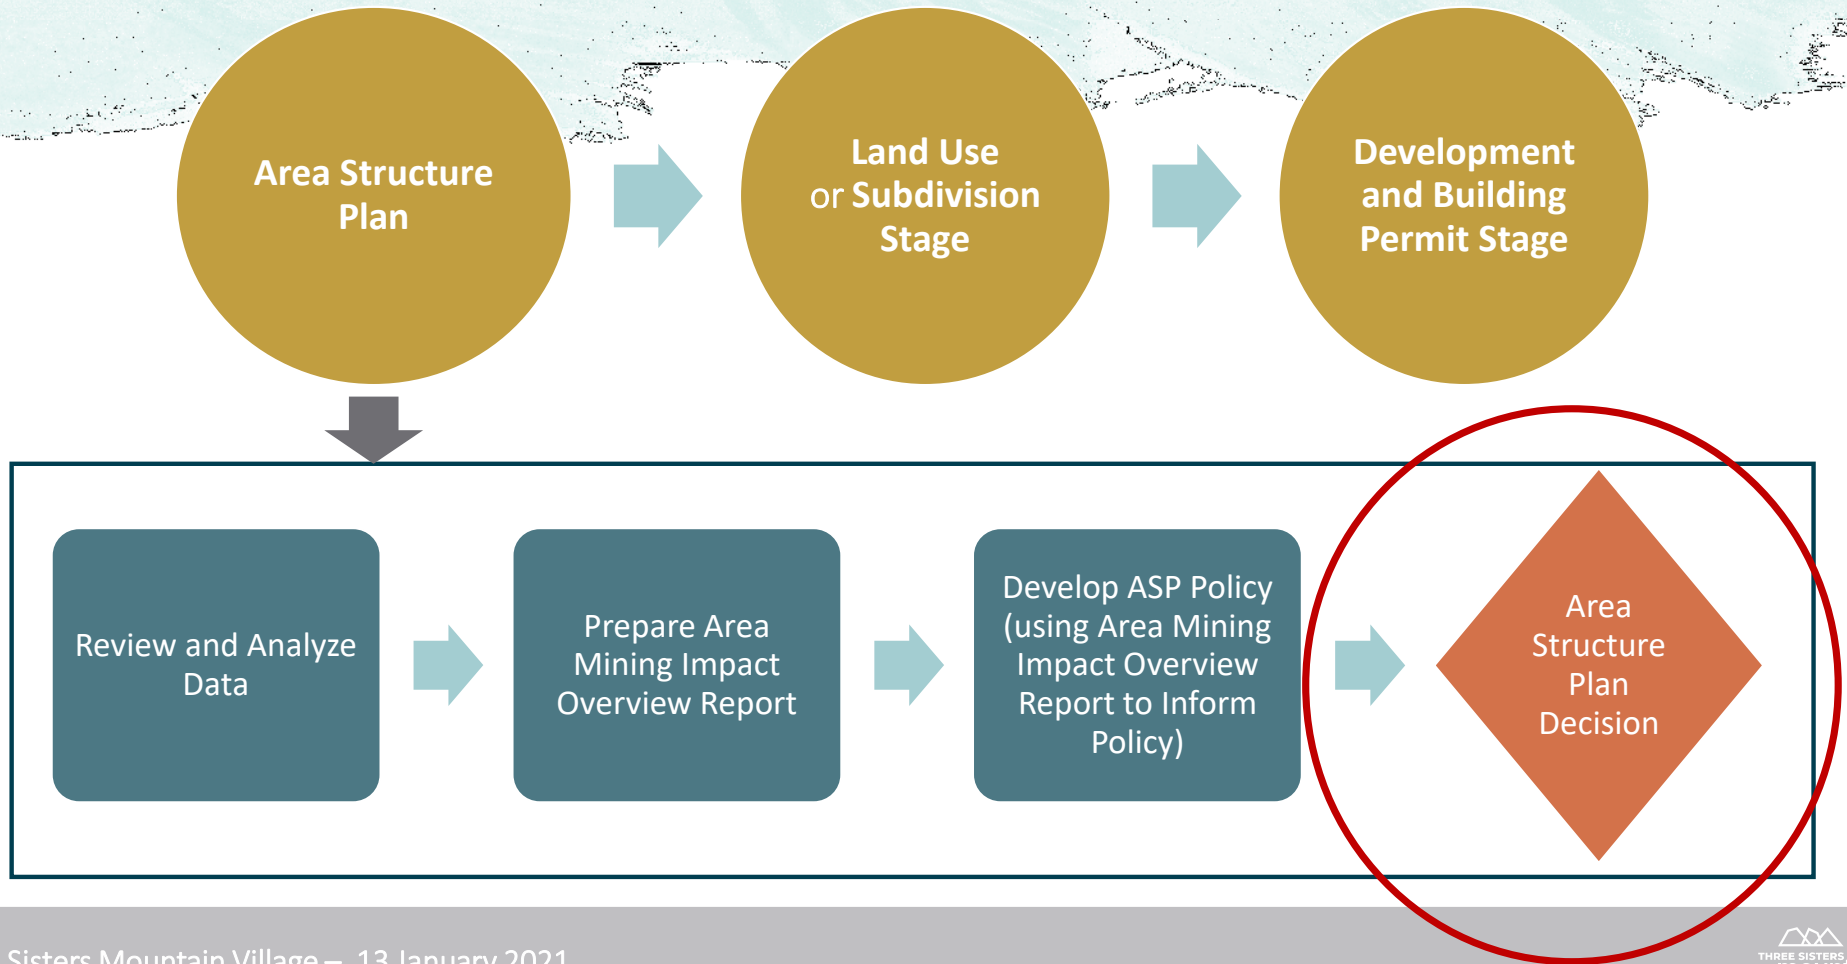 Area Structure
Plan
Land Use
or Subdivision
Stage
Development
and Building
Permit Stage
Review and Analyze
Data
Prepare Area
Mining Impact
Overview Report
Develop ASP Policy
(using Area Mining
Impact Overview
Report to Inform
Policy)
Area
Structure
Plan
Decision
Sisters Mountain Village – 13 January 2021
THREE SISTERS